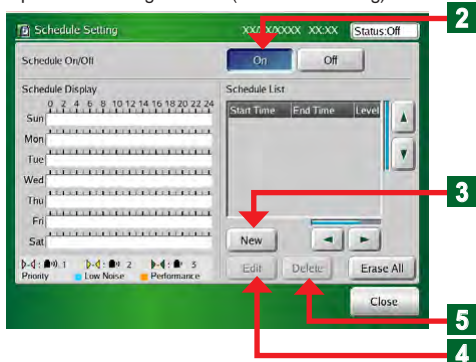 2
Schedule Setting XX/XX/XXXX XX:XX Status:Off
Schedule On/Off On Off
Schedule Display Schedule List
0 2 4 6 8 10 12 14 16 18 20 22 24
Start Time End Time Level
Sun
Mon
Tue
Wed
Thu
Fri
Sat
3
New
1 2 5
Priority Low Noise Performance
Edit Delete Erase All
Close
5
4